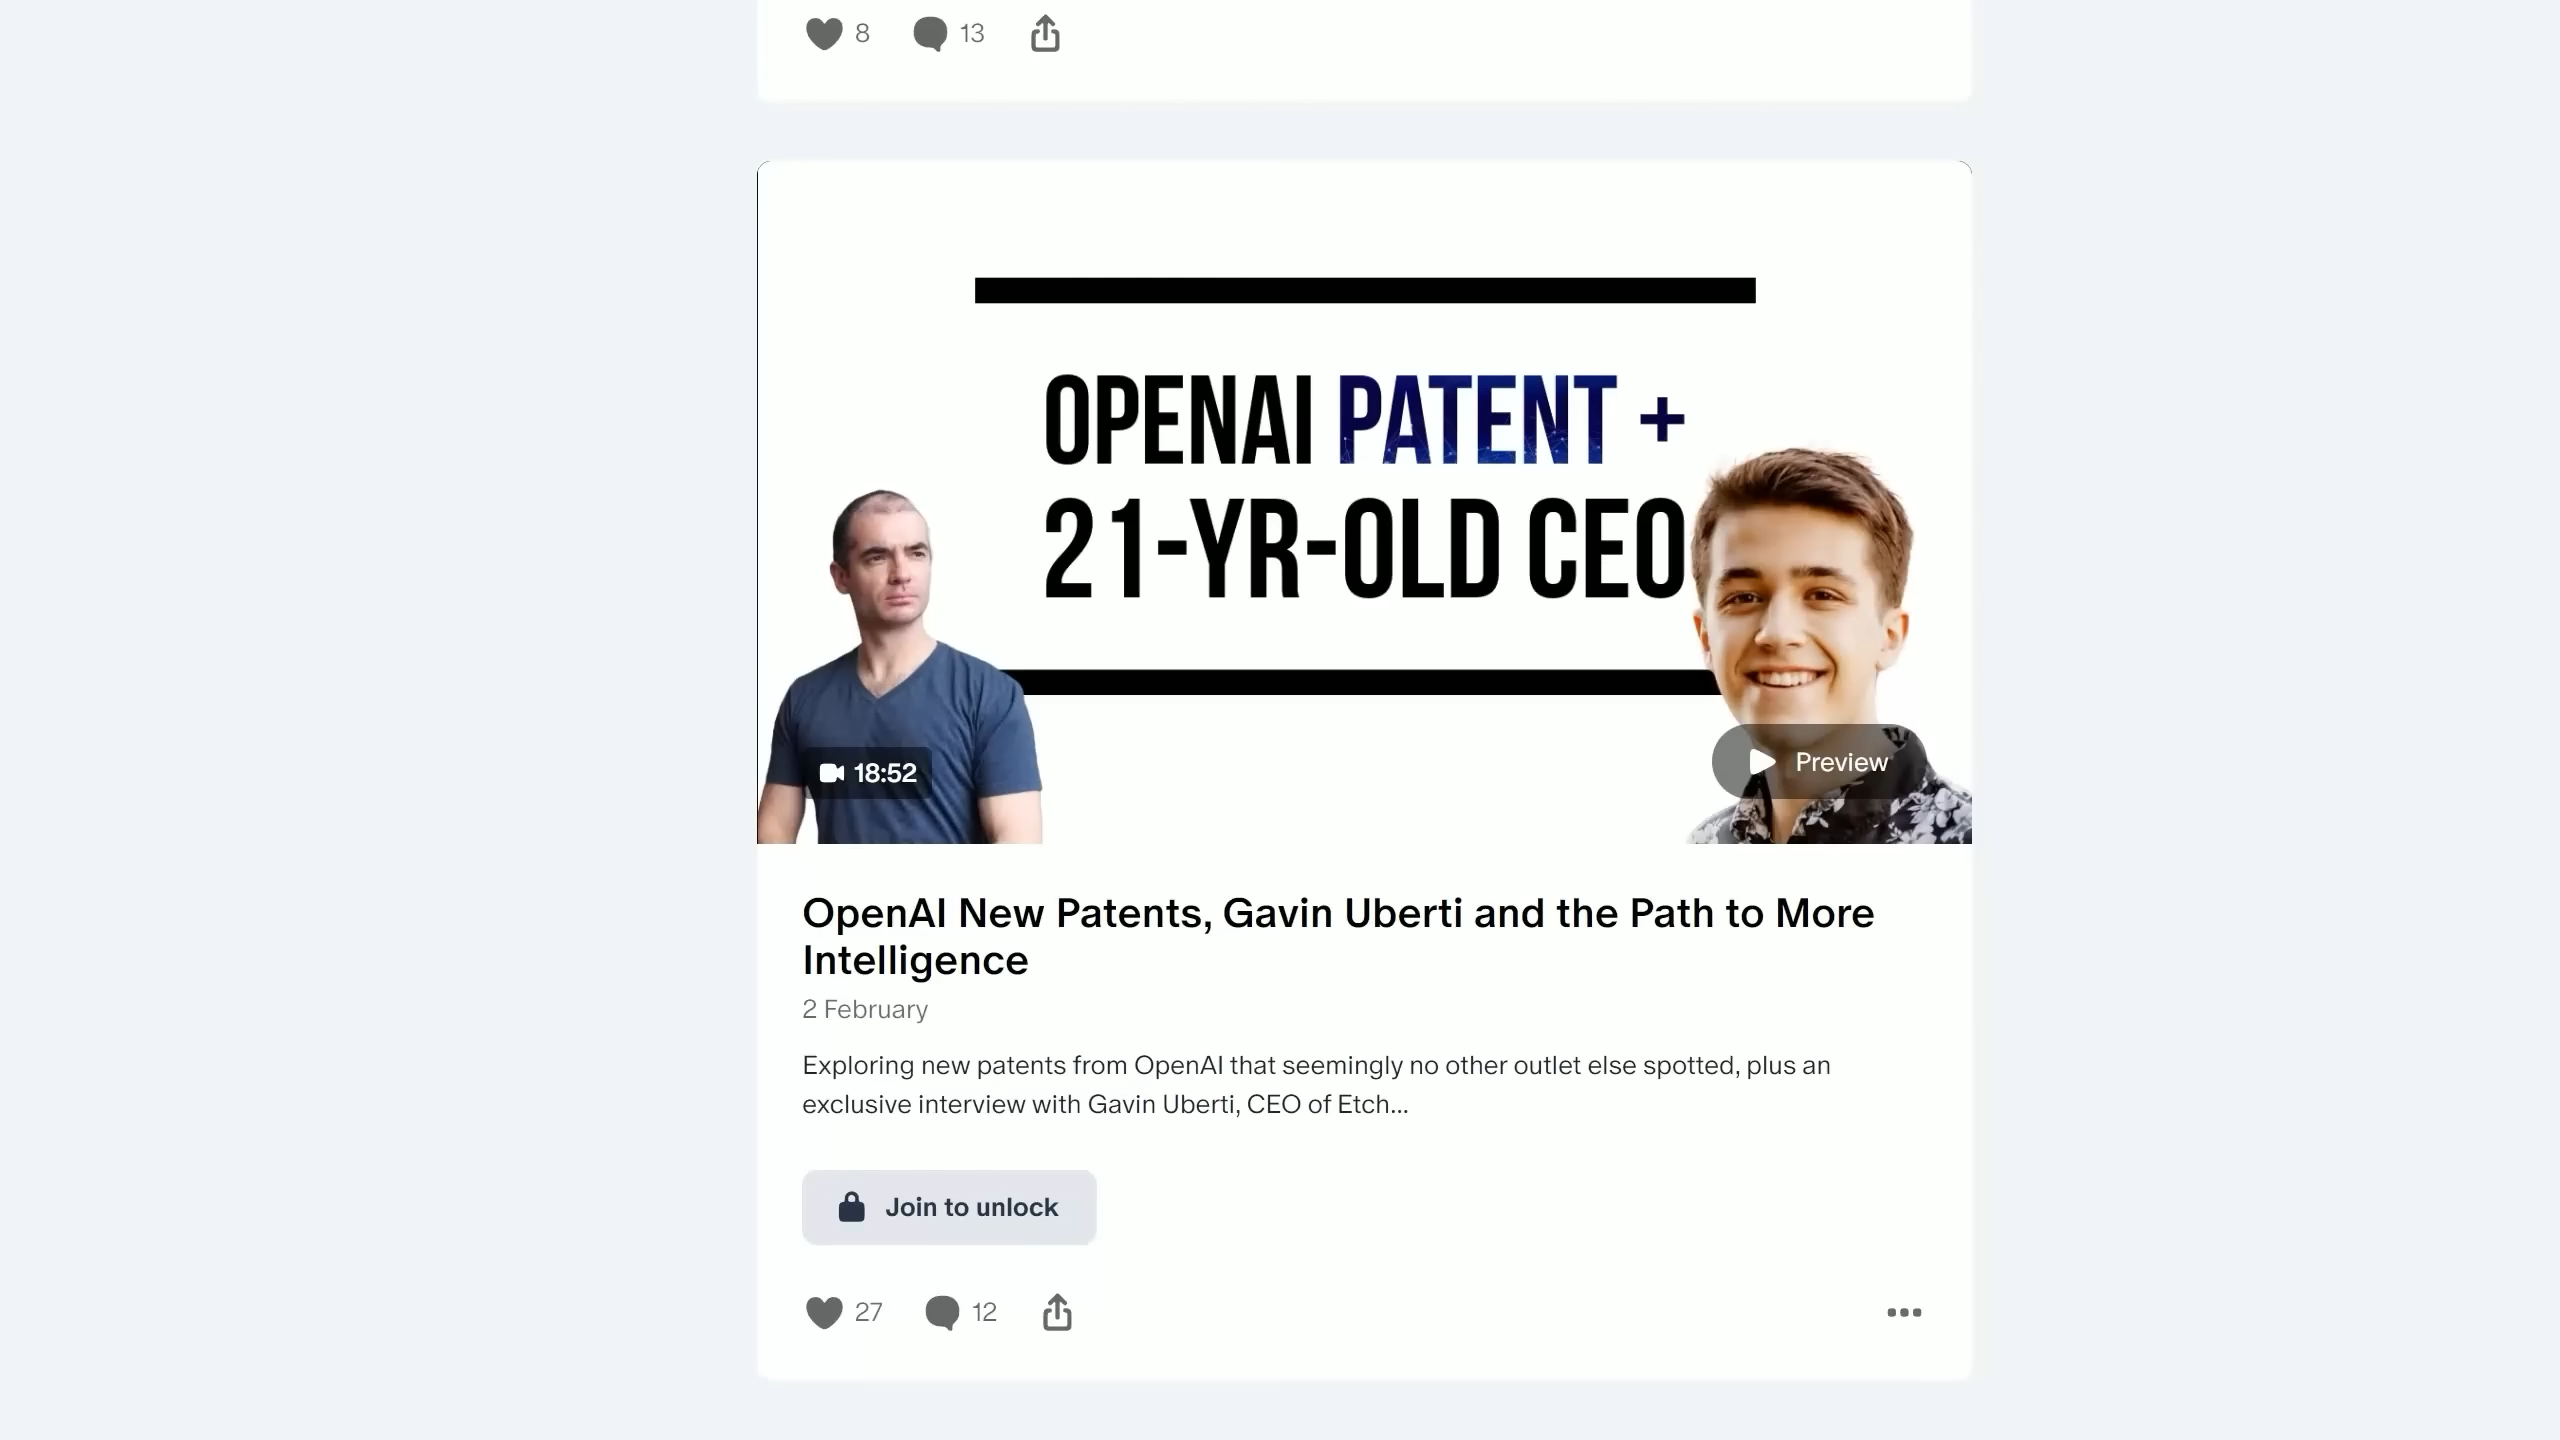 8 13
OPENAI PATENT +
21-YR-OLD CEO
18:52
Preview
OpenAI New Patents, Gavin Uberti and the Path to More
Intelligence
2 February
Exploring new patents from OpenAI that seemingly no other outlet else spotted, plus an
exclusive interview with Gavin Uberti, CEO of Etch...
Join to unlock
27 12